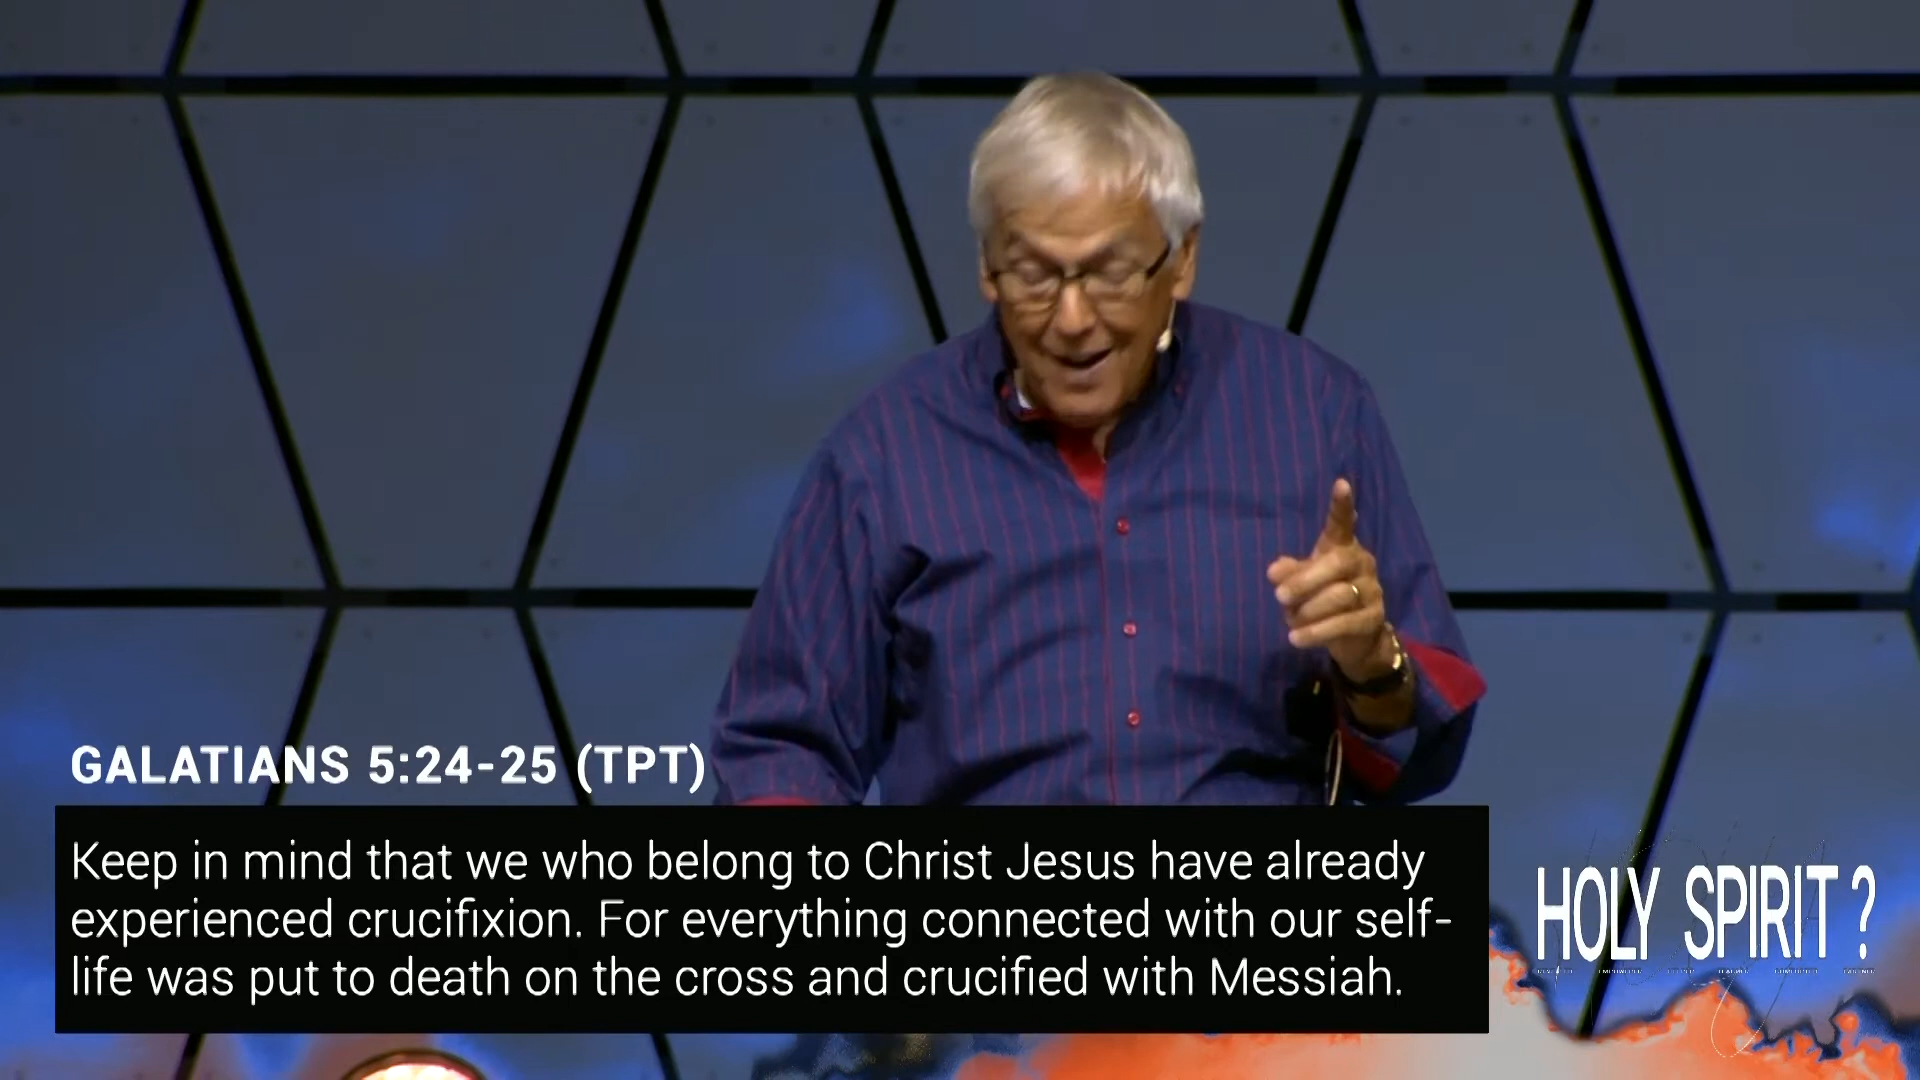 GALATIANS 5:24-25 (TPT)
Keep in mind that we who belong to Christ Jesus have already
experienced crucifixion. For everything connected with our self-
life was put to death on the cross and crucified with Messiah.
HOLY SPIRIT?